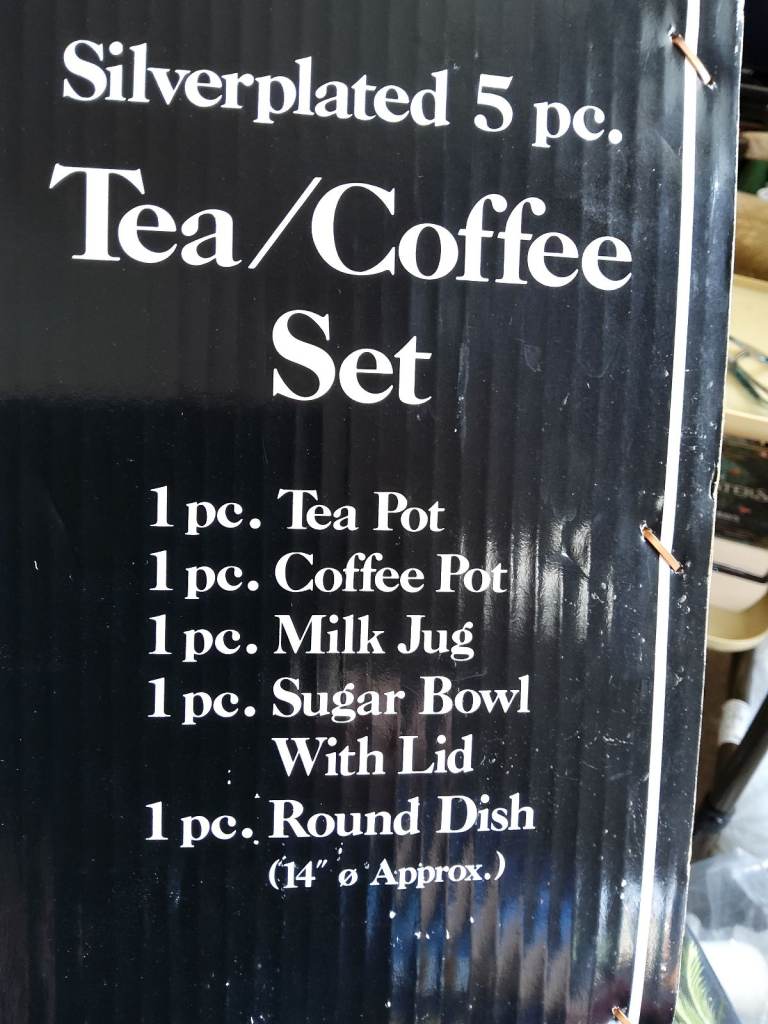 Silverplated 5 pc.
Tea/Coffee
Set
1 pc. Tea Pot
1 pc. Coffee Pot
1 pc. Milk Jug
1 pc. Sugar Bowl
With Lid
1 pc. Round Dish
(14" ø Approx.)